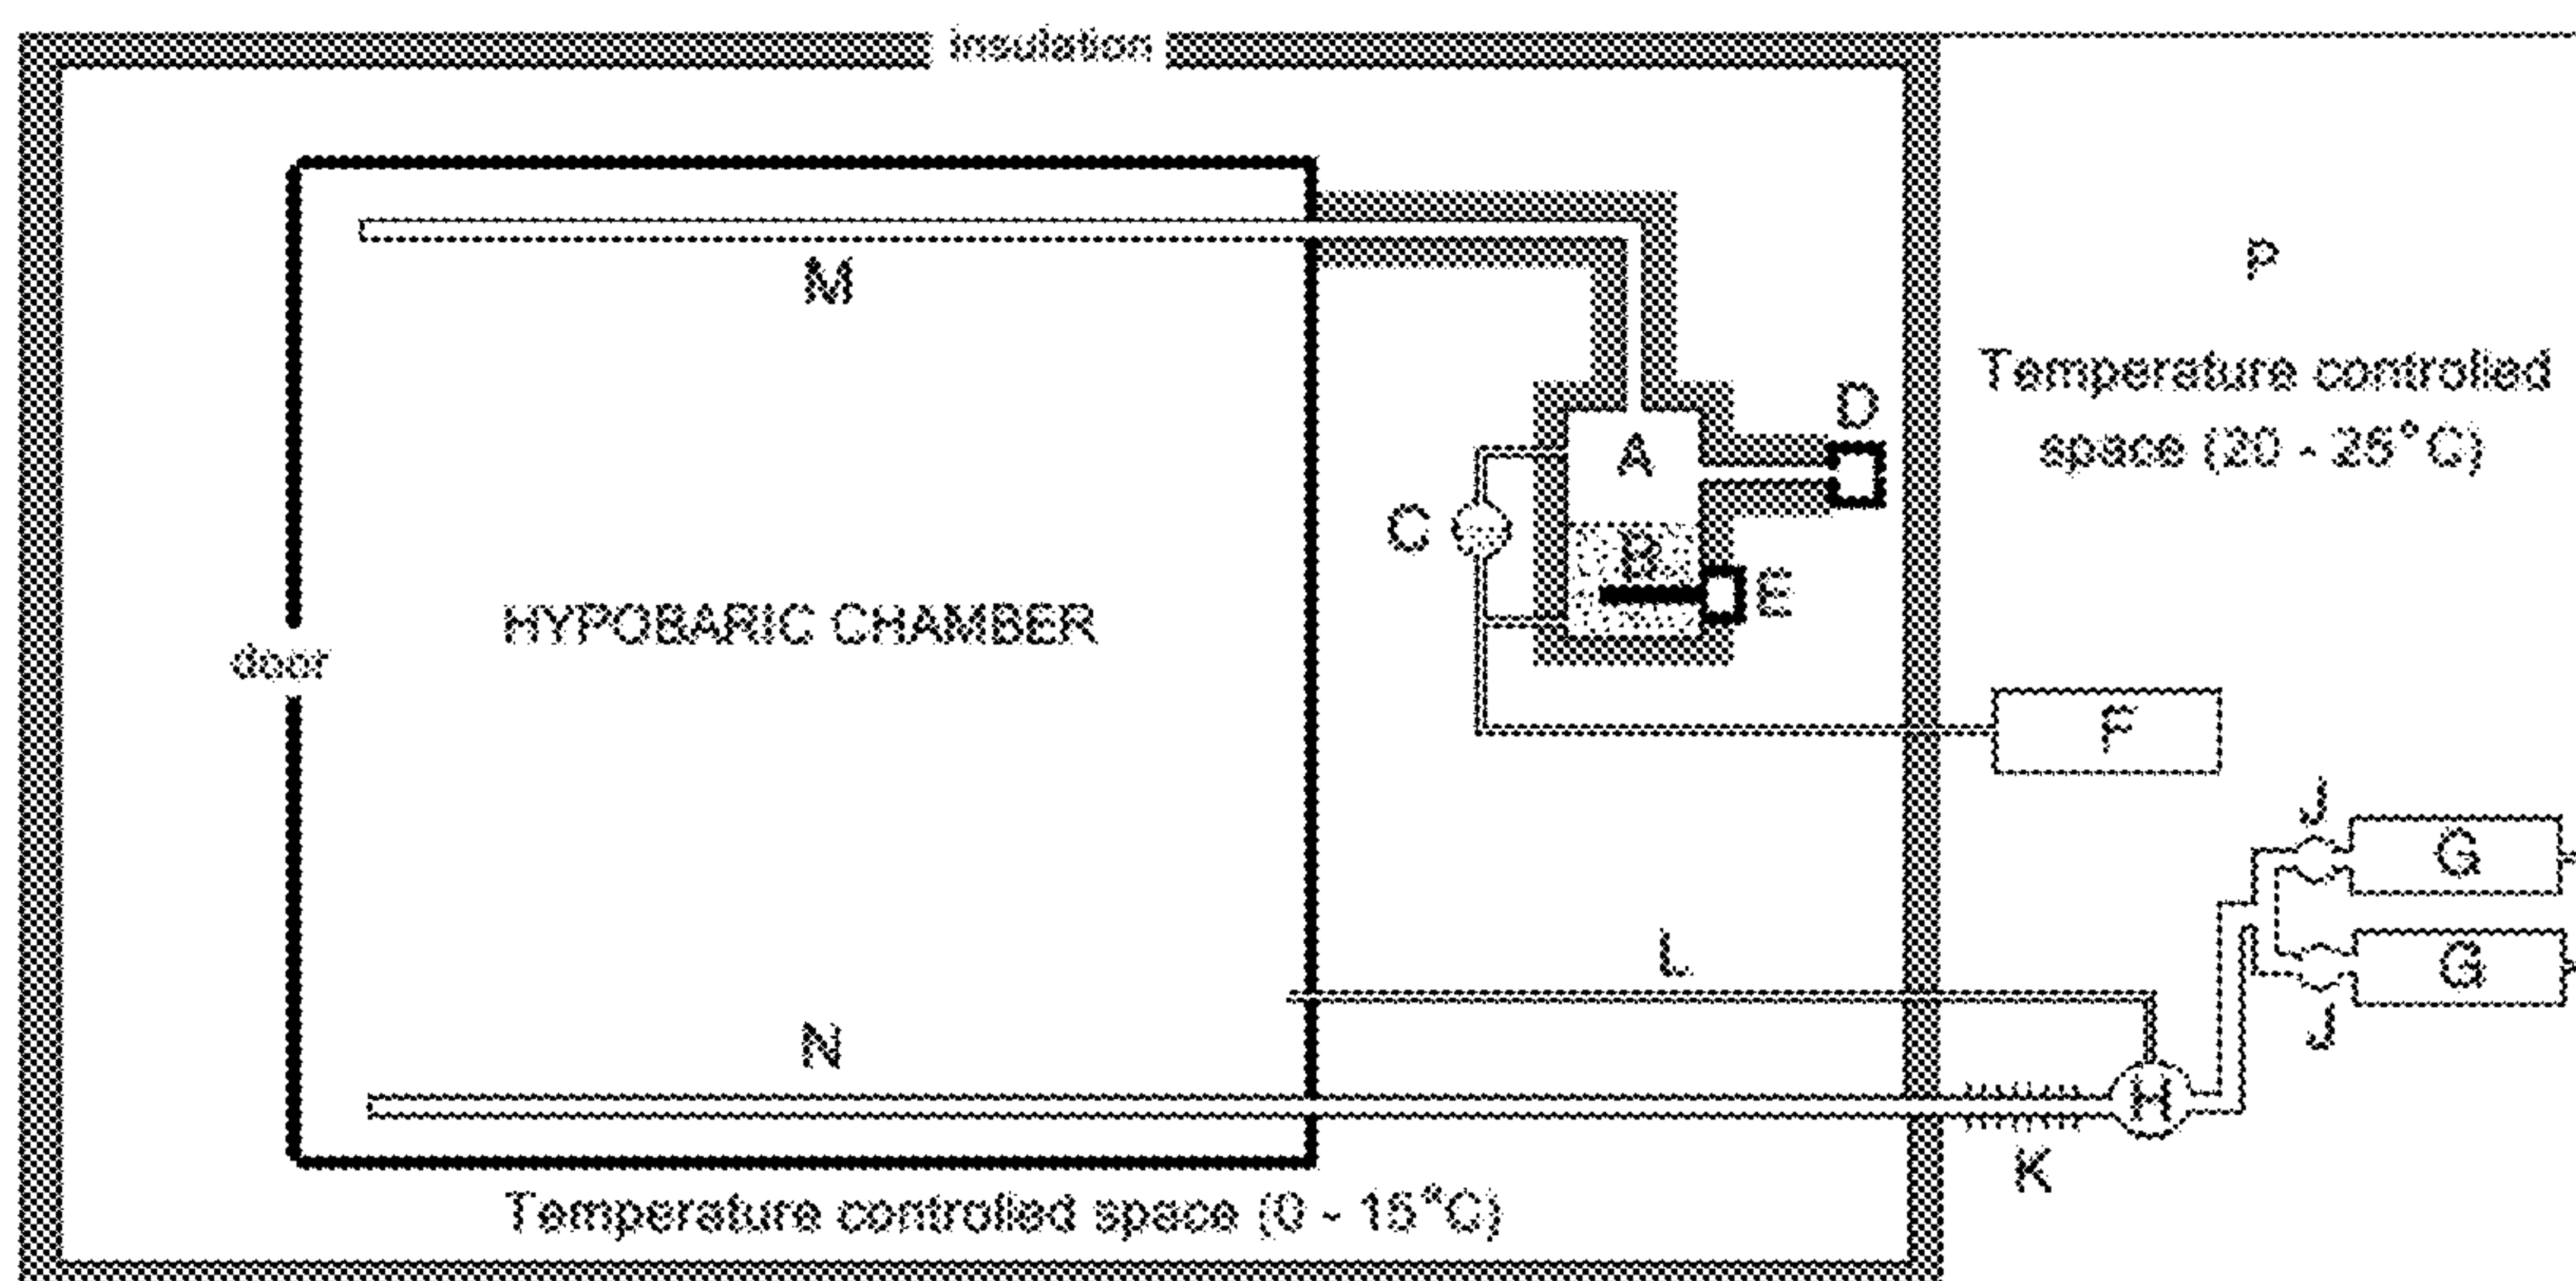 insulation
M
P
Temperature controlled
space (20 - 25°C)
D
A
C
B
E
HYPOBARIC CHAMBER
door
F
J
G
L
G
J
N
H
K
Temperature controlled space (0 - 15°C)